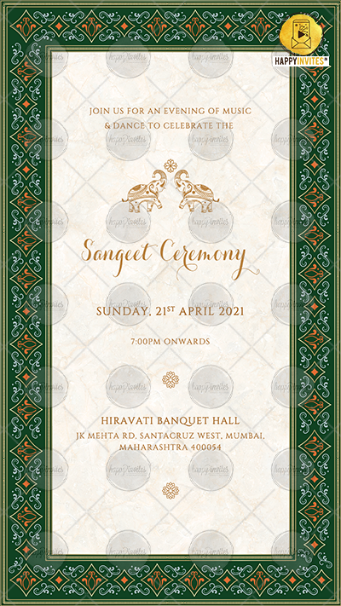 HAPPYINVITES®
JOIN US FOR AN EVENING OF MUSIC
& DANCE TO CELEBRATE THE
Sangeet Ceremony
SUNDAY, 21ST APRIL 2021
7:00PM ONWARDS
HIRAVATI BANQUET HALL
JK MEHTA RD, SANTACRUZ WEST, MUMBAI,
MAHARASHTRA 400054